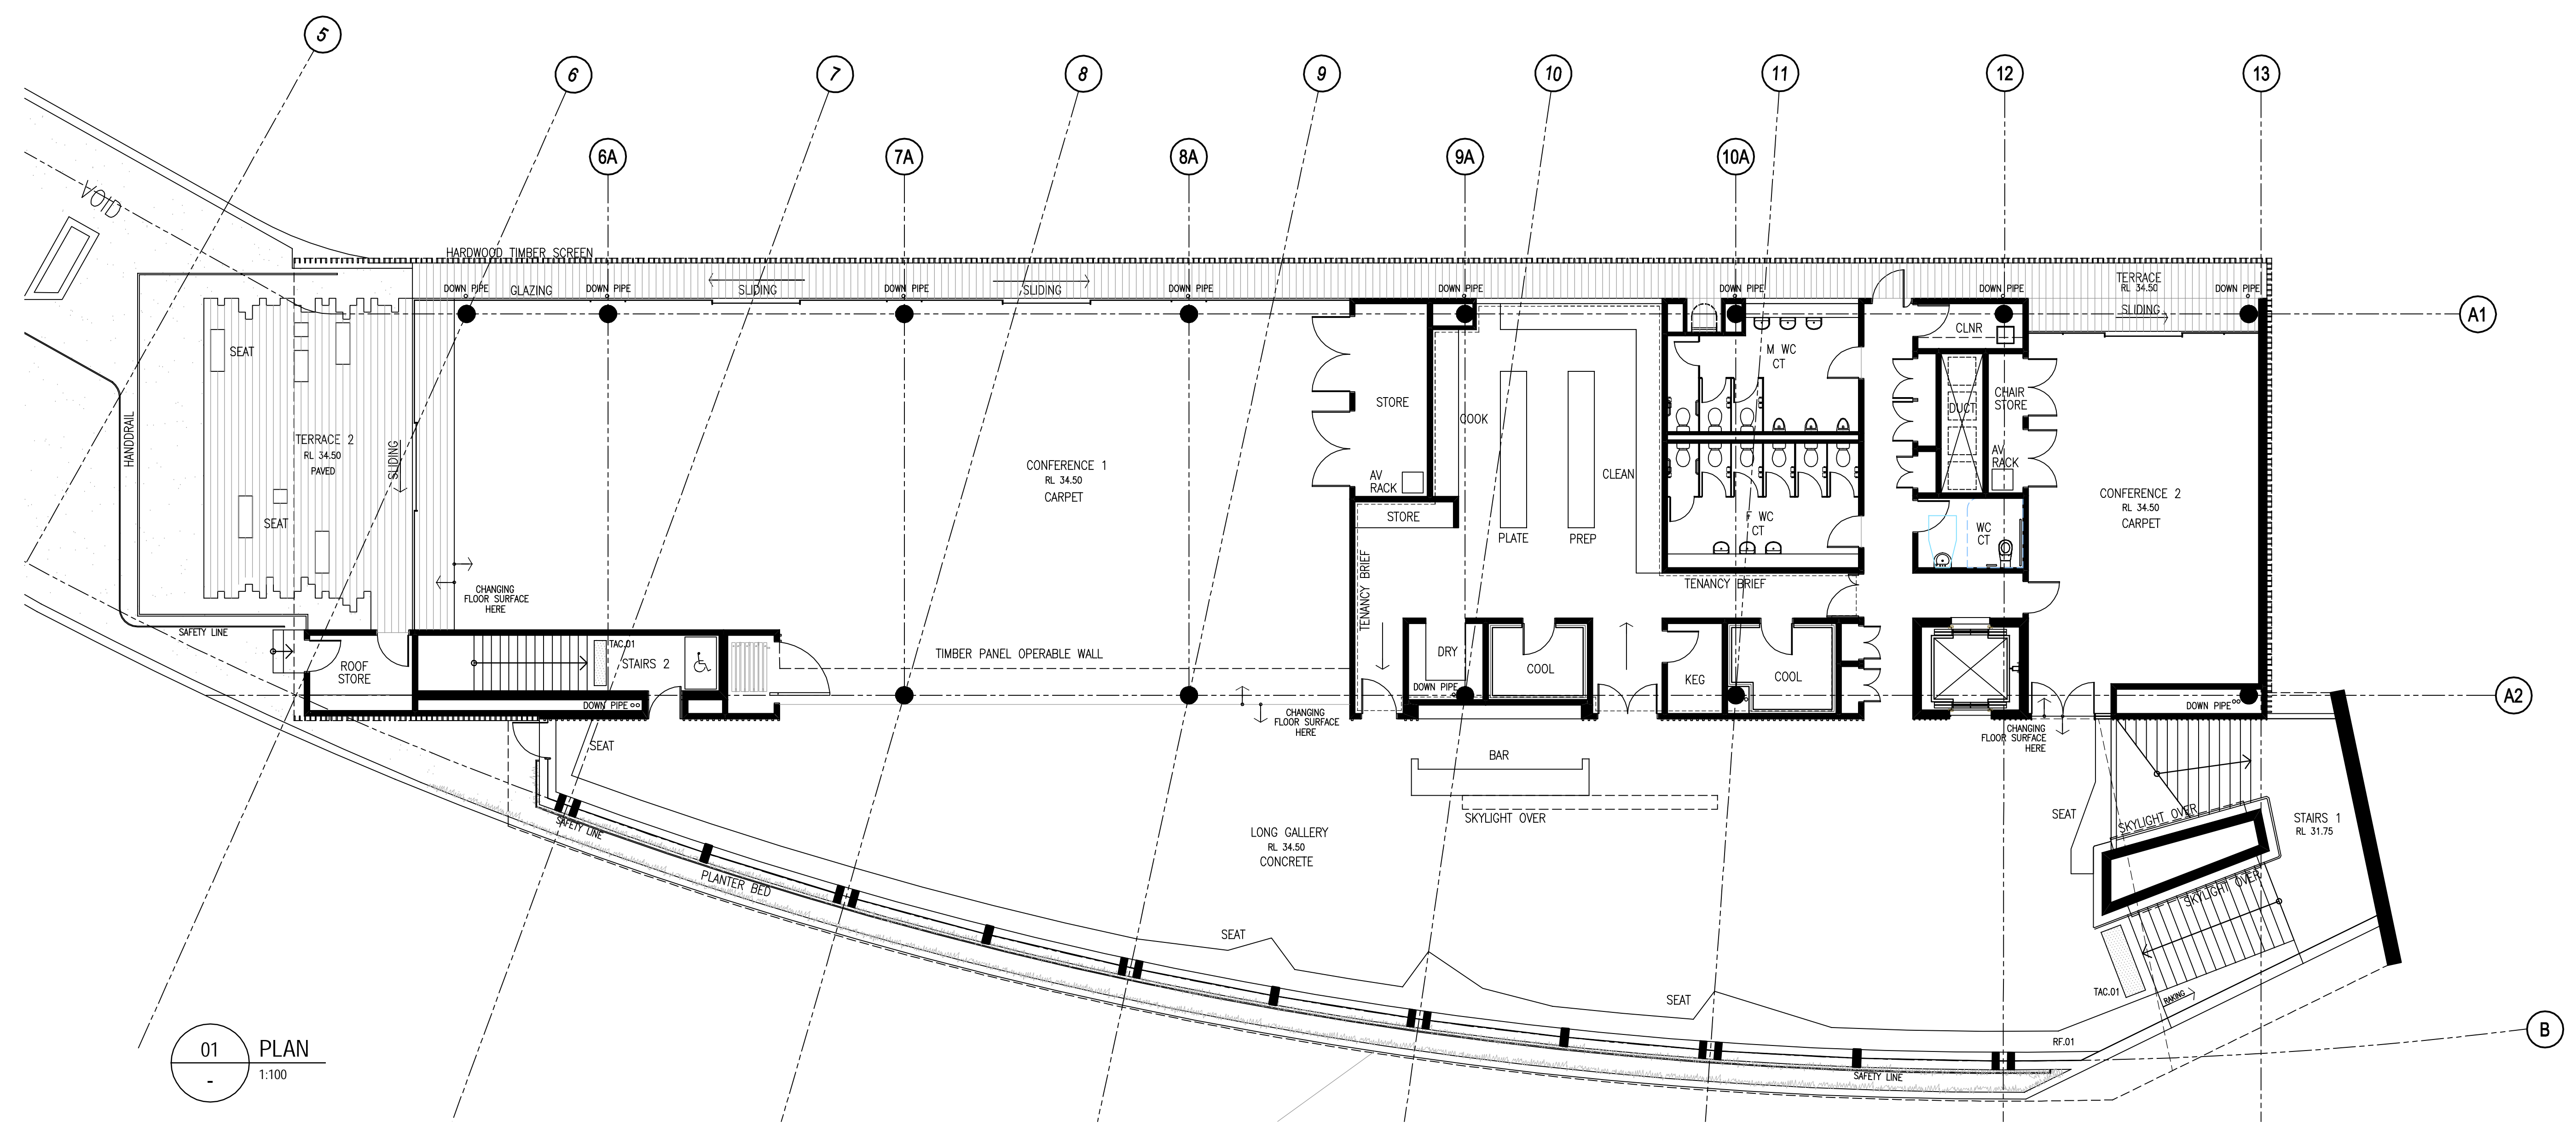 5
6
7
8
9
10
11
12
13
6A
7A
8A
9A
10A
VOID
HARDWOOD TIMBER SCREEN
TERRACE
RL 34.50
DOWN PIPE
GLAZING
DOWN PIPE
SLIDING
DOWN PIPE
SLIDING
DOWN PIPE
DOWN PIPE
DOWN PIPE
DOWN PIPE
DOWN PIPE
SLIDING
A1
CLNR
SEAT
M WC
CT
STORE
COOK
DUCT
CHAIR
STORE
HANDDRAIL
TERRACE 2
RL 34.50
PAVED
SLIDING
CONFERENCE 1
RL 34.50
CARPET
AV
RACK
CLEAN
AV
RACK
CONFERENCE 2
RL 34.50
CARPET
SEAT
STORE
PLATE
PREP
F WC
CT
WC
CT
CHANGING
FLOOR SURFACE
HERE
TENANCY BRIEF
TENANCY BRIEF
SAFETY LINE
TAC.01
ROOF
STORE
STAIRS 2
TIMBER PANEL OPERABLE WALL
DRY
COOL
KEG
COOL
DOWN PIPE
DOWN PIPE
DOWN PIPE
A2
CHANGING
FLOOR SURFACE
HERE
CHANGING
FLOOR SURFACE
HERE
SEAT
BAR
SKYLIGHT OVER
SEAT
SKYLIGHT OVER
STAIRS 1
RL 31.75
SAFETY LINE
LONG GALLERY
RL 34.50
CONCRETE
PLANTER BED
SKYLIGHT OVER
SEAT
SEAT
TAC.01
RAKING
RF.01
SAFETY LINE
B
01
-
PLAN
1:100